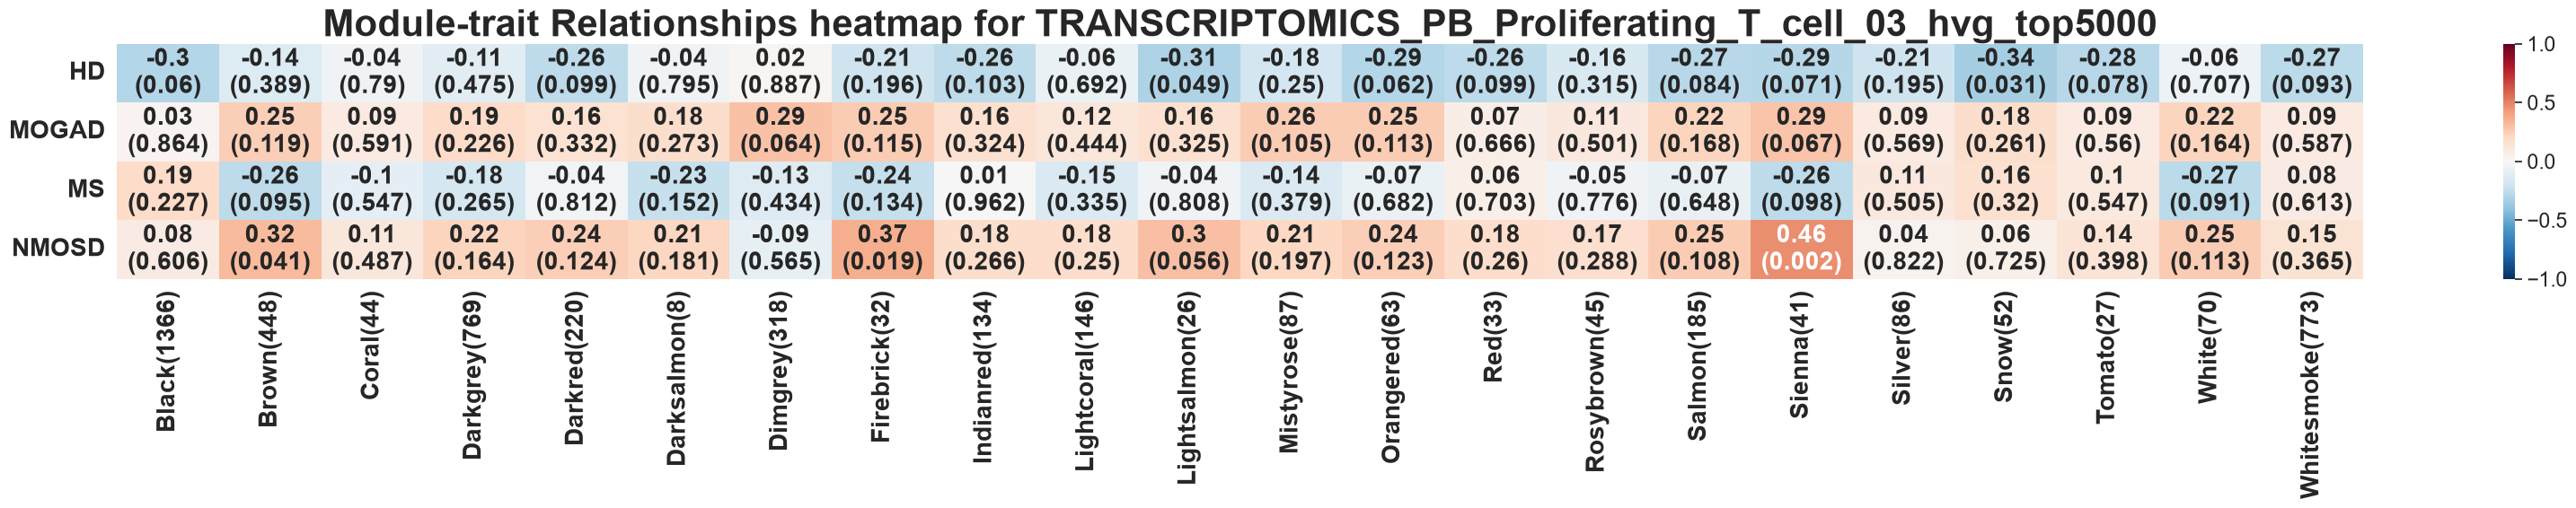 Module-trait Relationships heatmap for TRANSCRIPTOMICS_PB_Proliferating_T_cell_03_hvg_top5000
HD -0.3 -0.14 -0.04 -0.11 -0.26 -0.04 0.02 -0.21 -0.26 -0.06 -0.31 -0.18 -0.29 -0.26 -0.16 -0.27 -0.29 -0.21 -0.34 -0.28 -0.06 -0.27
(0.06) (0.389) (0.79) (0.475) (0.099) (0.795) (0.887) (0.196) (0.103) (0.692) (0.049) (0.25) (0.062) (0.099) (0.315) (0.084) (0.071) (0.195) (0.031) (0.078) (0.707) (0.093)
MOGAD 0.03 0.25 0.09 0.19 0.16 0.18 0.29 0.25 0.16 0.12 0.16 0.26 0.25 0.07 0.11 0.22 0.29 0.09 0.18 0.09 0.22 0.09
(0.864) (0.119) (0.591) (0.226) (0.332) (0.273) (0.064) (0.115) (0.324) (0.444) (0.325) (0.105) (0.113) (0.666) (0.501) (0.168) (0.067) (0.569) (0.261) (0.56) (0.164) (0.587)
MS 0.19 -0.26 -0.1 -0.18 -0.04 -0.23 -0.13 -0.24 0.01 -0.15 -0.04 -0.14 -0.07 0.06 -0.05 -0.07 -0.26 0.11 0.16 0.1 -0.27 0.08
(0.227) (0.095) (0.547) (0.265) (0.812) (0.152) (0.434) (0.134) (0.962) (0.335) (0.808) (0.379) (0.682) (0.703) (0.776) (0.648) (0.098) (0.505) (0.32) (0.547) (0.091) (0.613)
NMOSD 0.08 0.32 0.11 0.22 0.24 0.21 -0.09 0.37 0.18 0.18 0.3 0.21 0.24 0.18 0.17 0.25 0.46 0.04 0.06 0.14 0.25 0.15
(0.606) (0.041) (0.487) (0.164) (0.124) (0.181) (0.565) (0.019) (0.266) (0.25) (0.056) (0.197) (0.123) (0.26) (0.288) (0.108) (0.002) (0.822) (0.725) (0.398) (0.113) (0.365)
Black(1366)
Brown(448)
Coral(44)
Darkgrey(769)
Darkred(220)
Darksalmon(8)
Dimgrey(318)
Firebrick(32)
Indianred(134)
Lightcoral(146)
Lightsalmon(26)
Mistyrose(87)
Orangered(63)
Red(33)
Rosybrown(45)
Salmon(185)
Sienna(41)
Silver(86)
Snow(52)
Tomato(27)
White(70)
Whitesmoke(773)
1.0
0.5
0.0
−0.5
−1.0